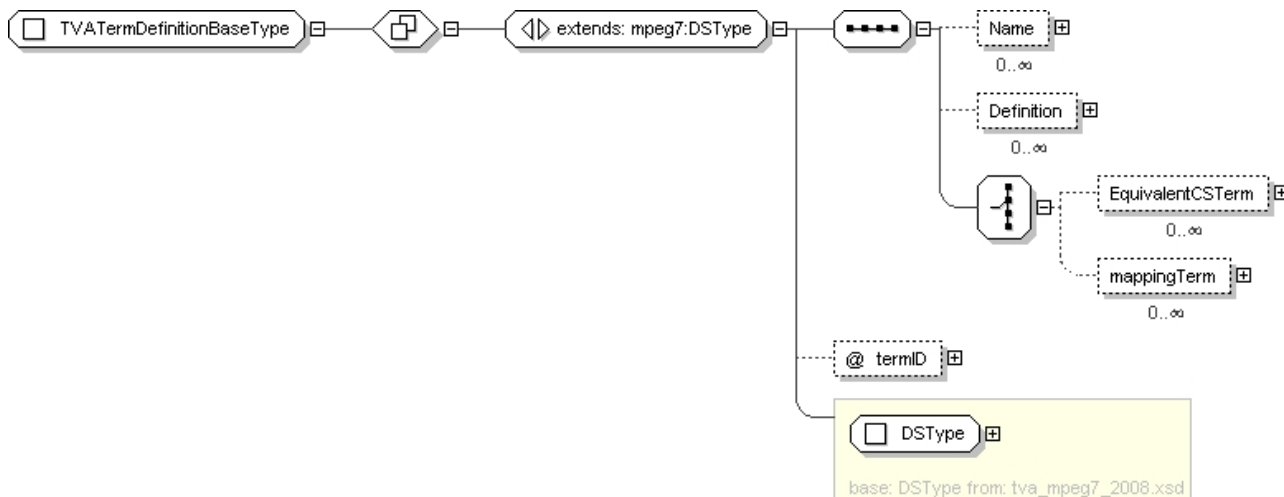 TVATermDefinitionBaseType
extends: mpeg7:DSType
Name
0..∞
Definition
0..∞
EquivalentCSTerm
0..∞
mappingTerm
0..∞
@ termID
DSType
base: DSType from: tva_mpeg7_2008.xsd